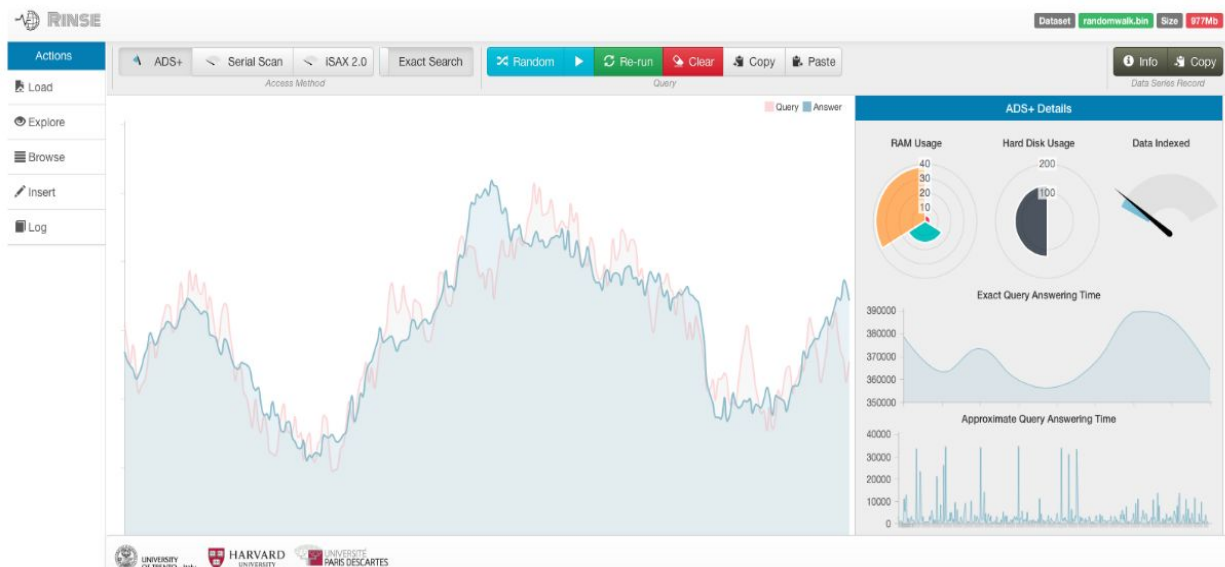 RINSE
Dataset randomwalk.bin Size 977Mb
Actions
Load
Explore
Browse
Insert
Log
ADS+ Serial Scan iSAX 2.0 Exact Search
Access Method
Random Re-run Clear Copy Paste
Query
Info Copy
Data Series Record
Query Answer
ADS+ Details
RAM Usage Hard Disk Usage Data Indexed
40
30
20
10
200
100
Exact Query Answering Time
390000
380000
370000
360000
350000
Approximate Query Answering Time
40000
30000
20000
10000
0
UNIVERSITY
HARVARD
UNIVERSITY
UNIVERSITÉ
PARIS DESCARTES